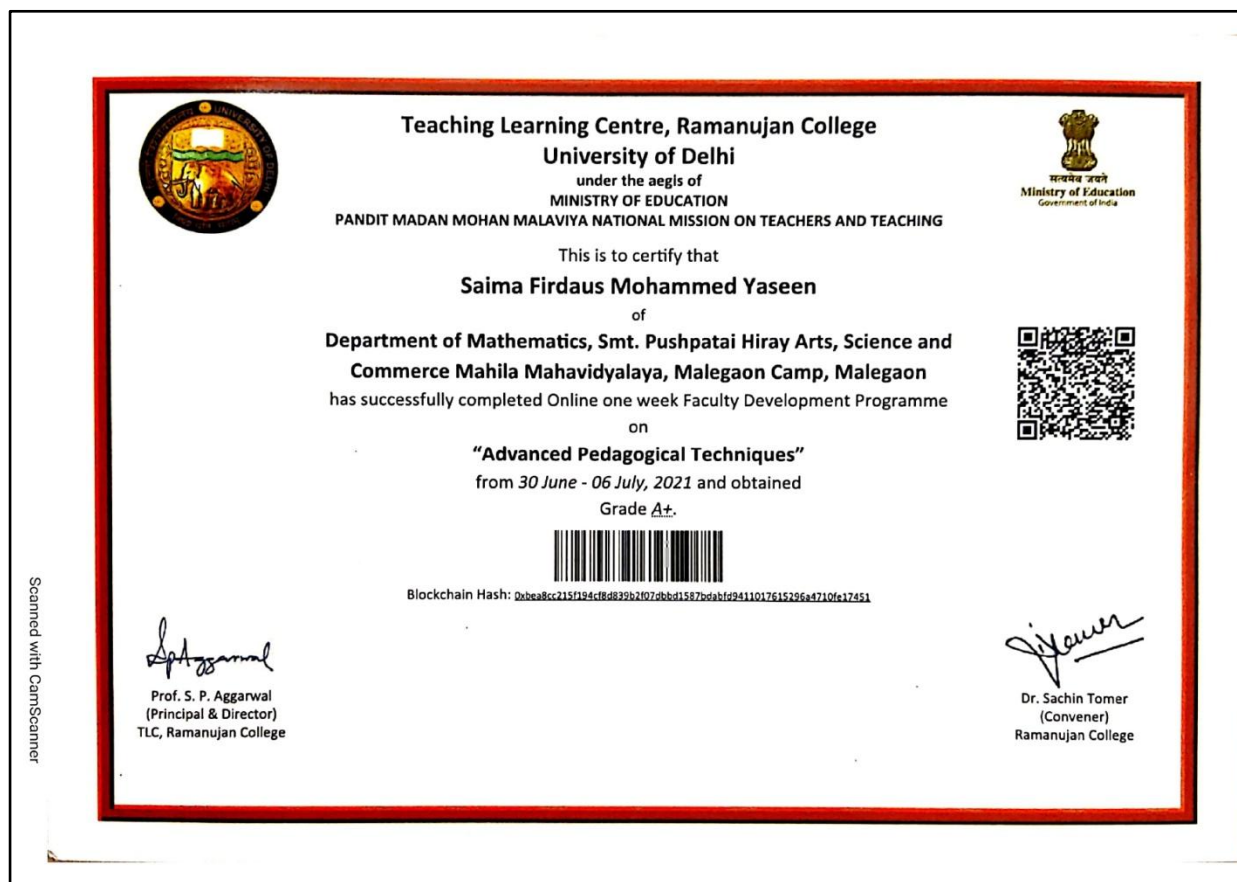 Teaching Learning Centre, Ramanujan College
University of Delhi
under the aegis of
MINISTRY OF EDUCATION
PANDIT MADAN MOHAN MALAVIYA NATIONAL MISSION ON TEACHERS AND TEACHING
सत्यमेव जयते
Ministry of Education
Government of India
This is to certify that
Saima Firdaus Mohammed Yaseen
of
Department of Mathematics, Smt. Pushpatai Hiray Arts, Science and
Commerce Mahila Mahavidyalaya, Malegaon Camp, Malegaon
has successfully completed Online one week Faculty Development Programme
on
“Advanced Pedagogical Techniques”
from 30 June - 06 July, 2021 and obtained
Grade A+.
Blockchain Hash: 0xbea8cc215f194cf8d839b2f07dbbd1587bdabfd9411017615296a4710fe17451
SpAggarwal
Prof. S. P. Aggarwal
(Principal & Director)
TLC, Ramanujan College
Dr. Sachin Tomer
(Convener)
Ramanujan College
Scanned with CamScanner